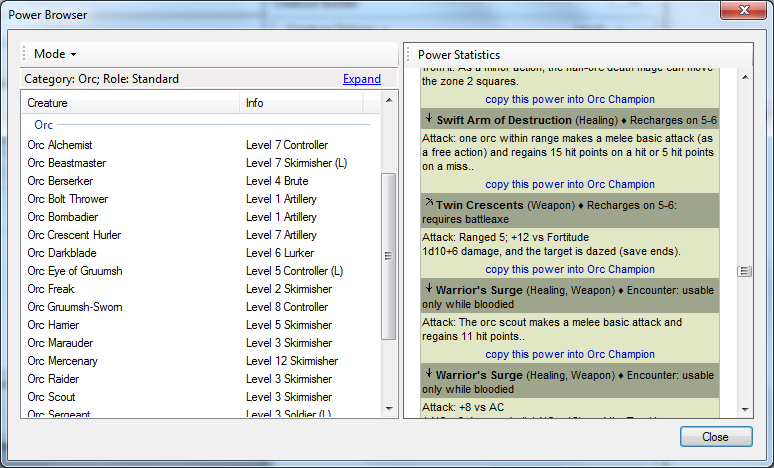 Power Browser
Mode
Category: Orc; Role: Standard
Expand
Creature Info
Orc
Orc Alchemist Level 7 Controller
Orc Beastmaster Level 7 Skirmisher (L)
Orc Berserker Level 4 Brute
Orc Bolt Thrower Level 1 Artillery
Orc Bombadier Level 1 Artillery
Orc Crescent Hurler Level 7 Artillery
Orc Darkblade Level 6 Lurker
Orc Eye of Gruumsh Level 5 Controller (L)
Orc Freak Level 2 Skirmisher
Orc Gruumsh-Sworn Level 8 Controller
Orc Harrier Level 5 Skirmisher
Orc Marauder Level 3 Skirmisher
Orc Mercenary Level 12 Skirmisher
Orc Raider Level 3 Skirmisher
Orc Scout Level 3 Skirmisher
Orc Sergeant Level 3 Soldier (L)
Power Statistics
from it. As a minor action, the half-orc death mage can move
the zone 2 squares.
copy this power into Orc Champion
Swift Arm of Destruction (Healing) ♦ Recharges on 5-6
Attack: one orc within range makes a melee basic attack (as
a free action) and regains 15 hit points on a hit or 5 hit points
on a miss..
copy this power into Orc Champion
Twin Crescents (Weapon) ♦ Recharges on 5-6:
requires battleaxe
Attack: Ranged 5; +12 vs Fortitude
1d10+6 damage, and the target is dazed (save ends).
copy this power into Orc Champion
Warrior's Surge (Healing, Weapon) ♦ Encounter: usable
only while bloodied
Attack: The orc scout makes a melee basic attack and
regains 11 hit points..
copy this power into Orc Champion
Warrior's Surge (Healing, Weapon) ♦ Encounter: usable
only while bloodied
Attack: +8 vs AC
Close